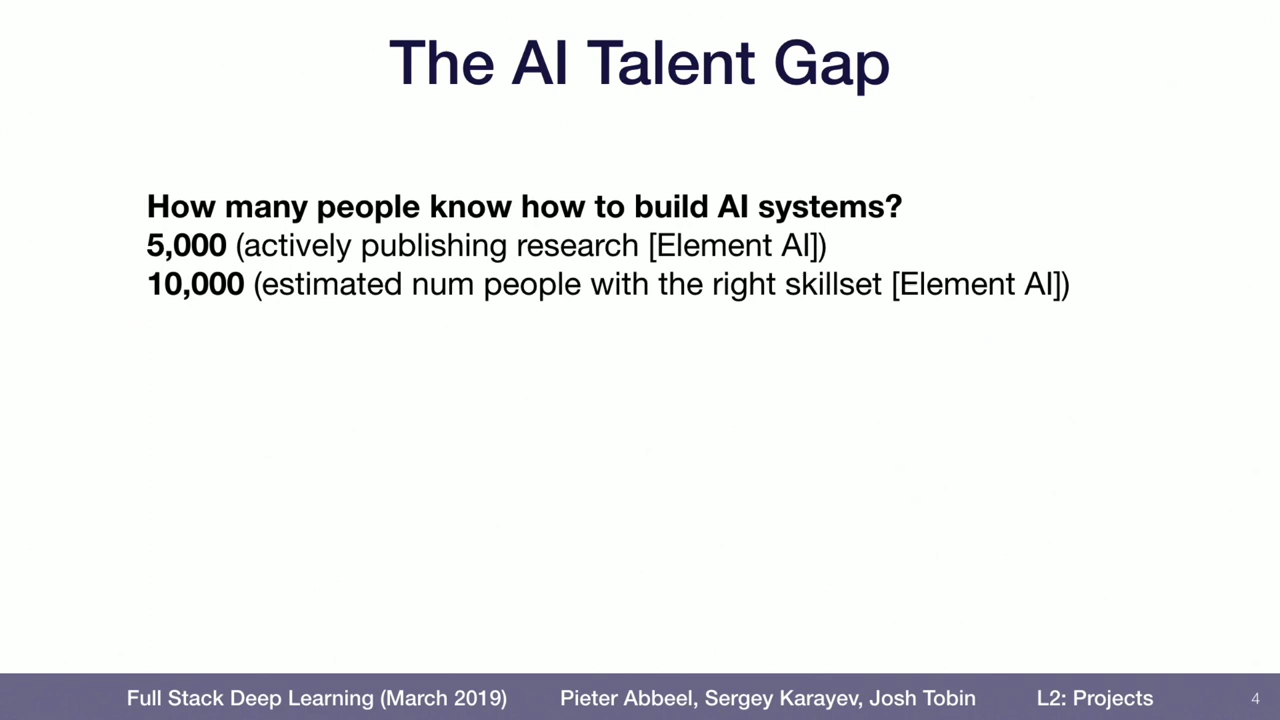 The AI Talent Gap
How many people know how to build AI systems?
5,000 (actively publishing research [Element AI])
10,000 (estimated num people with the right skillset [Element AI])
Full Stack Deep Learning (March 2019) Pieter Abbeel, Sergey Karayev, Josh Tobin L2: Projects 4